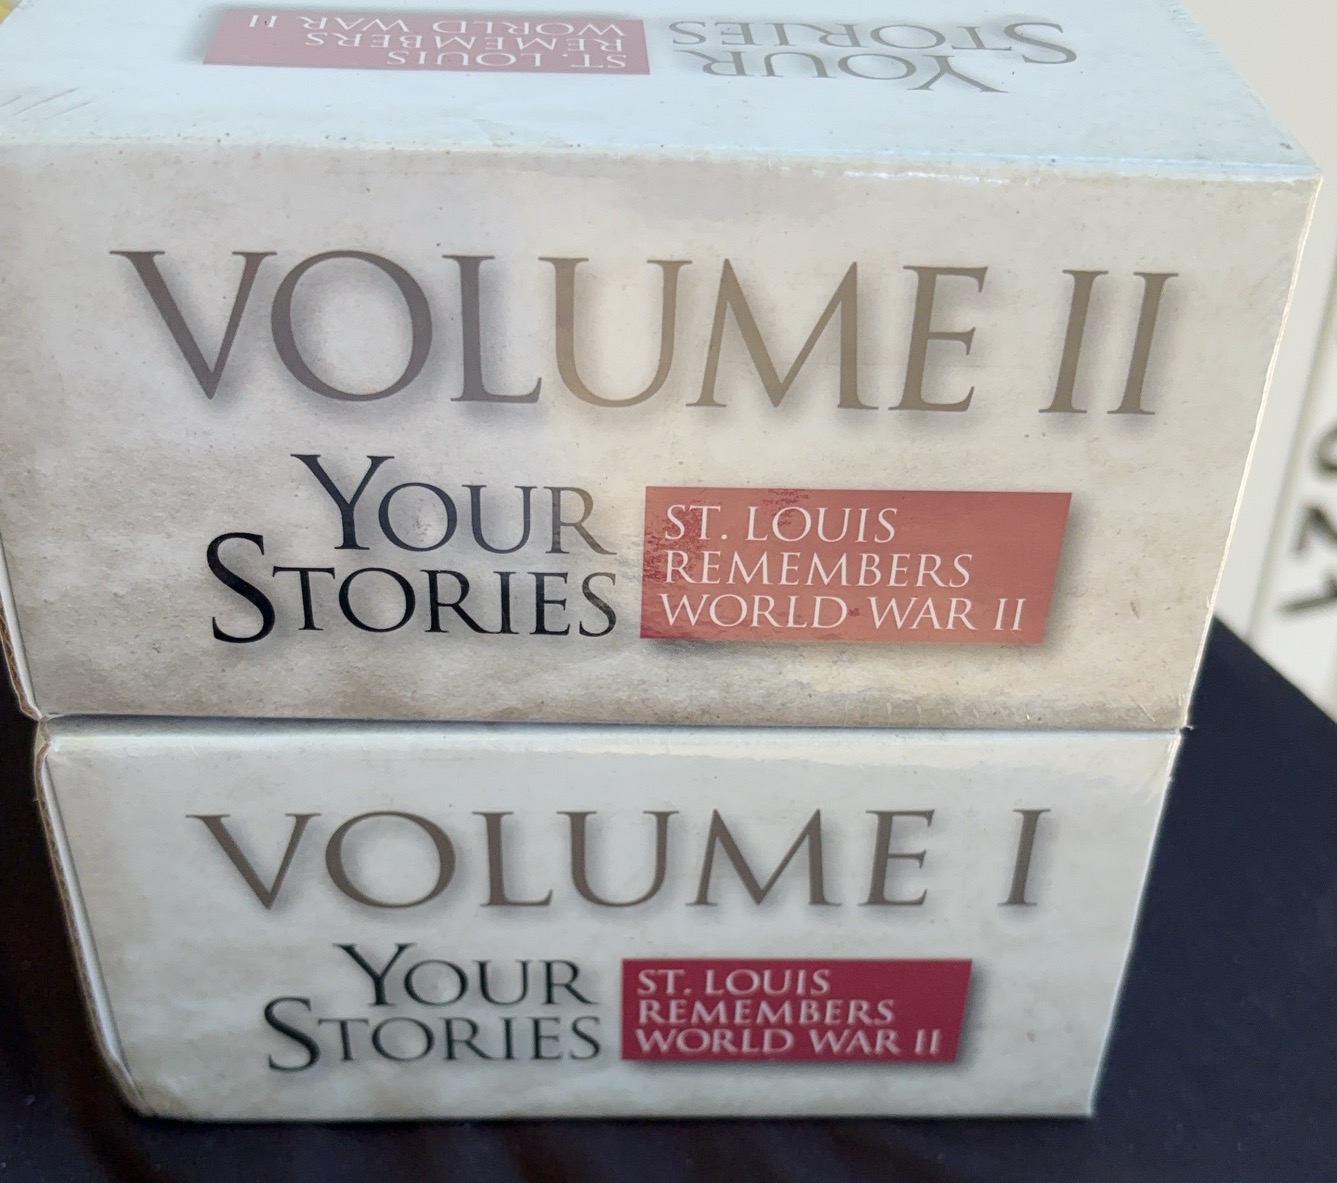 YOUR
STORIES
ST. LOUIS
REMEMBERS
WORLD WAR II
VOLUME II
YOUR
STORIES
ST. LOUIS
REMEMBERS
WORLD WAR II
VOLUME I
YOUR
STORIES
ST. LOUIS
REMEMBERS
WORLD WAR II